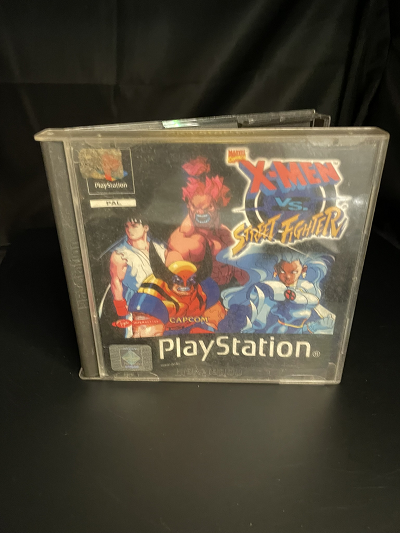 PlayStation
PAL
MARVEL
X-MEN
VS.
STREET FIGHTER
CAPCOM
PlayStation®